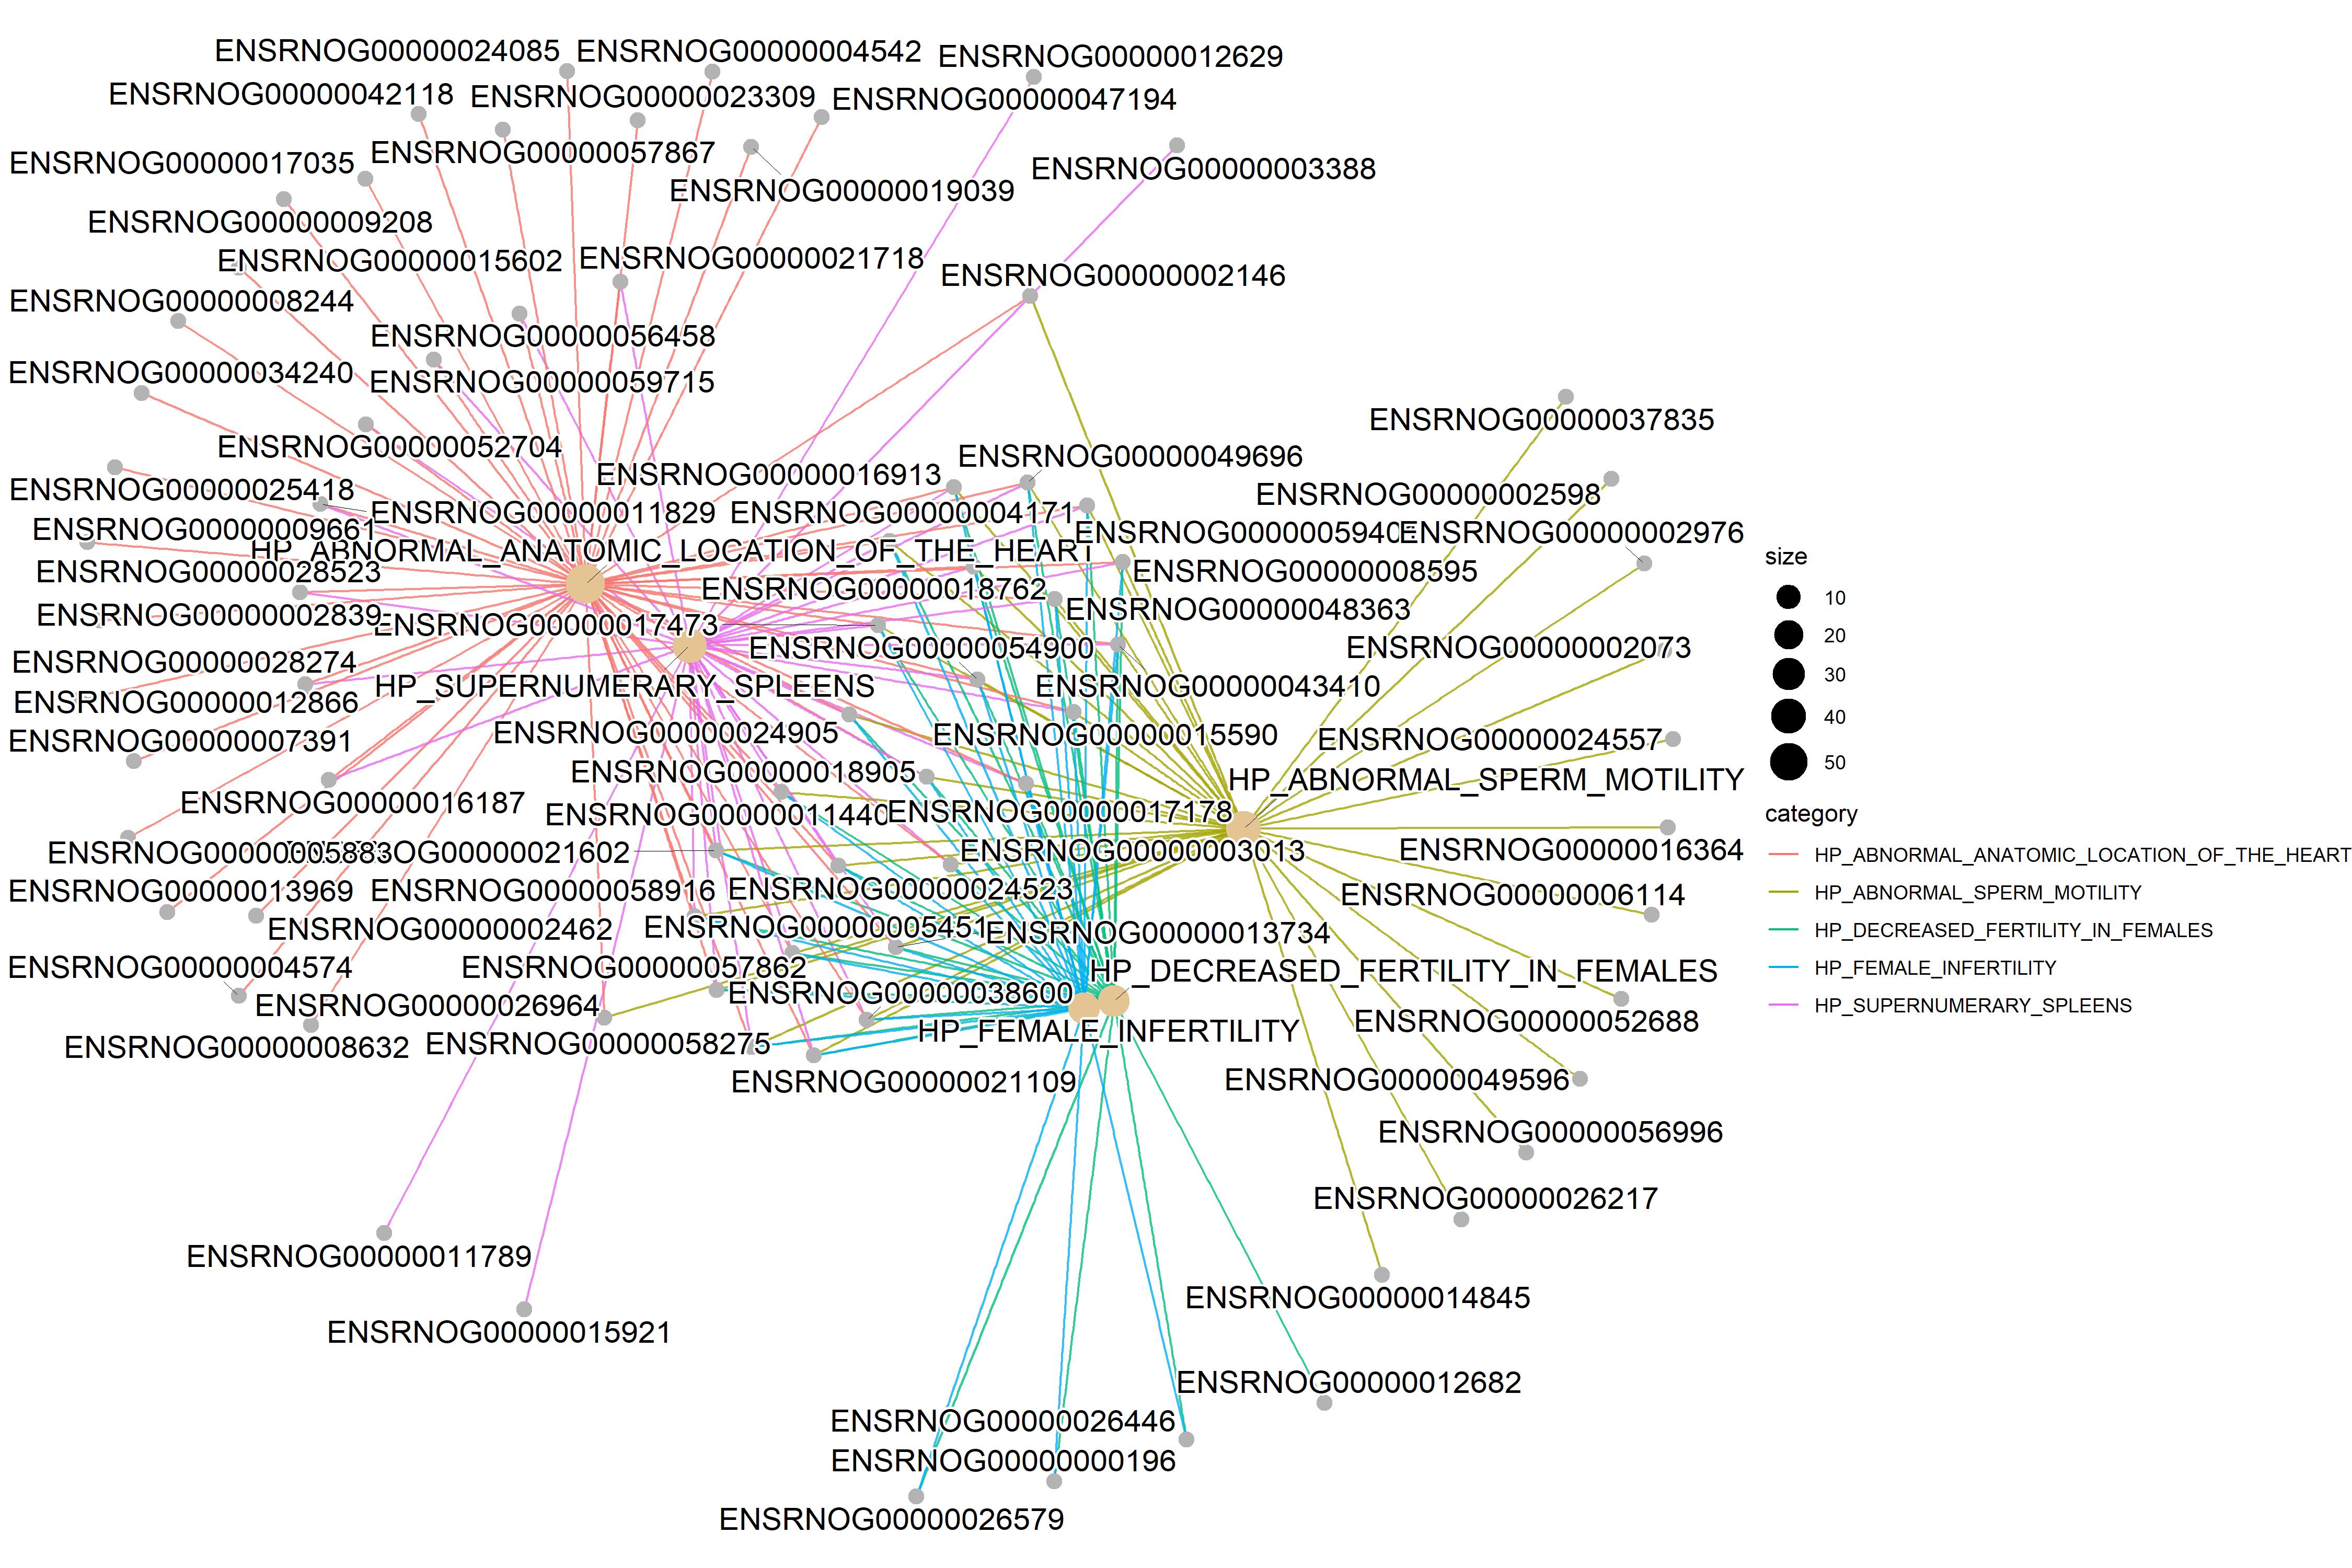 ENSRNOG00000024085
ENSRNOG00000004542
ENSRNOG00000012629
ENSRNOG00000042118
ENSRNOG00000023309
ENSRNOG00000047194
ENSRNOG00000017035
ENSRNOG00000057867
ENSRNOG00000003388
ENSRNOG00000019039
ENSRNOG00000009208
ENSRNOG00000015602
ENSRNOG00000021718
ENSRNOG00000002146
ENSRNOG00000008244
ENSRNOG00000056458
ENSRNOG00000034240
ENSRNOG00000059715
ENSRNOG00000037835
ENSRNOG00000052704
ENSRNOG00000016913
ENSRNOG00000049696
ENSRNOG00000025418
ENSRNOG00000002598
ENSRNOG00000011829
ENSRNOG00000004171
ENSRNOG00000009661
ENSRNOG00000002976
HP_ABNORMAL_ANATOMIC_LOCATION_OF_THE_HEART
ENSRNOG00000028523
ENSRNOG00000018762
ENSRNOG00000008595
ENSRNOG00000002839
ENSRNOG00000017473
ENSRNOG00000048363
ENSRNOG00000054900
ENSRNOG00000002073
ENSRNOG00000028274
HP_SUPERNUMERARY_SPLEENS
ENSRNOG00000043410
ENSRNOG00000012866
ENSRNOG00000007391
ENSRNOG00000024905
ENSRNOG00000015590
ENSRNOG00000024557
ENSRNOG00000018905
HP_ABNORMAL_SPERM_MOTILITY
ENSRNOG00000016187
ENSRNOG00000011440
ENSRNOG00000017178
ENSRNOG00000005883
OG00000021602
ENSRNOG00000003013
ENSRNOG00000016364
ENSRNOG00000013969
ENSRNOG00000058916
ENSRNOG00000024523
ENSRNOG00000006114
ENSRNOG00000002462
ENSRNOG00000005451
ENSRNOG00000013734
ENSRNOG00000004574
ENSRNOG00000057862
HP_DECREASED_FERTILITY_IN_FEMALES
ENSRNOG00000026964
ENSRNOG00000038600
HP_FEMALE_INFERTILITY
ENSRNOG00000052688
ENSRNOG00000008632
ENSRNOG00000058275
ENSRNOG00000021109
ENSRNOG00000049596
ENSRNOG00000056996
ENSRNOG00000026217
ENSRNOG00000011789
ENSRNOG00000014845
ENSRNOG00000015921
ENSRNOG00000012682
ENSRNOG00000026446
ENSRNOG00000000196
ENSRNOG00000026579
size
10
20
30
40
50
category
HP_ABNORMAL_ANATOMIC_LOCATION_OF_THE_HEART
HP_ABNORMAL_SPERM_MOTILITY
HP_DECREASED_FERTILITY_IN_FEMALES
HP_FEMALE_INFERTILITY
HP_SUPERNUMERARY_SPLEENS